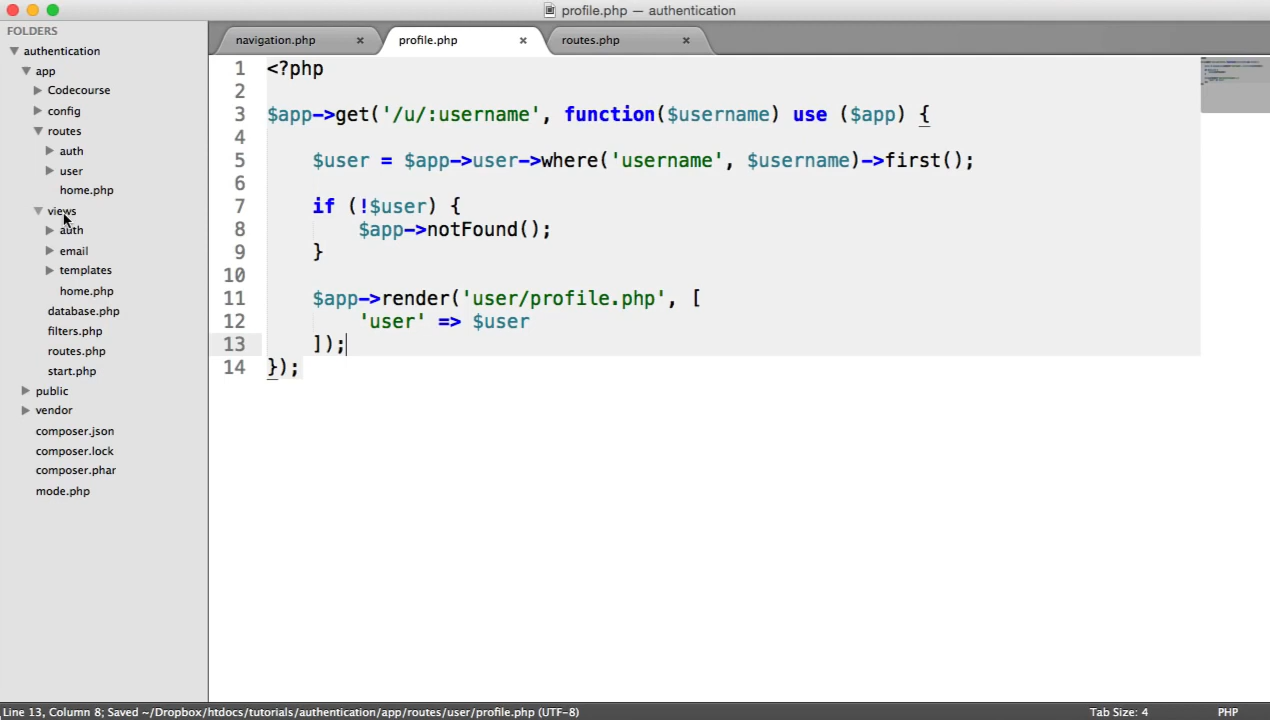 profile.php — authentication
FOLDERS
authentication
app
Codecourse
config
routes
auth
user
home.php
views
auth
email
templates
home.php
database.php
filters.php
routes.php
start.php
public
vendor
composer.json
composer.lock
composer.phar
mode.php
navigation.php ×
profile.php ×
routes.php ×
1 <?php
2
3 $app->get('/u/:username', function($username) use ($app) {
4
5 $user = $app->user->where('username', $username)->first();
6
7 if (!$user) {
8 $app->notFound();
9 }
10
11 $app->render('user/profile.php', [
12 'user' => $user
13 ]);
14 });
Line 13, Column 8; Saved ~/Dropbox/htdocs/tutorials/authentication/app/routes/user/profile.php (UTF-8)
Tab Size: 4
PHP